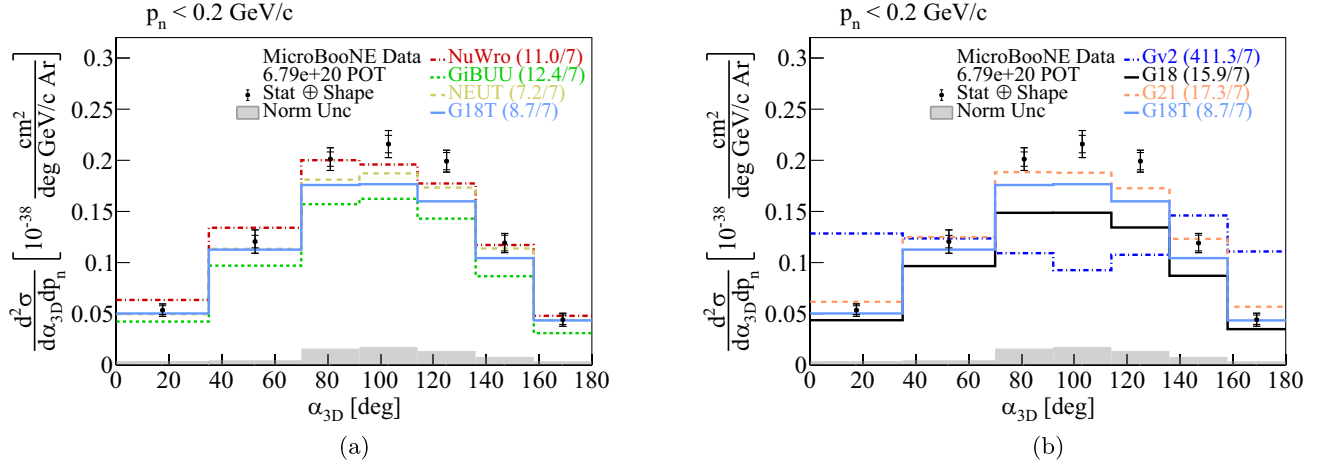 p_n < 0.2 GeV/c
MicroBooNE Data
6.79e+20 POT
Stat ⊕ Shape
Norm Unc
NuWro (11.0/7)
GiBUU (12.4/7)
NEUT (7.2/7)
G18T (8.7/7)
d²σ/dα_3D dp_n [10^-38 cm²/deg GeV/c Ar]
0.3
0.25
0.2
0.15
0.1
0.05
0
0 20 40 60 80 100 120 140 160 180
α_3D [deg]
(a)
p_n < 0.2 GeV/c
MicroBooNE Data
6.79e+20 POT
Stat ⊕ Shape
Norm Unc
Gv2 (411.3/7)
G18 (15.9/7)
G21 (17.3/7)
G18T (8.7/7)
d²σ/dα_3D dp_n [10^-38 cm²/deg GeV/c Ar]
0.3
0.25
0.2
0.15
0.1
0.05
0
0 20 40 60 80 100 120 140 160 180
α_3D [deg]
(b)